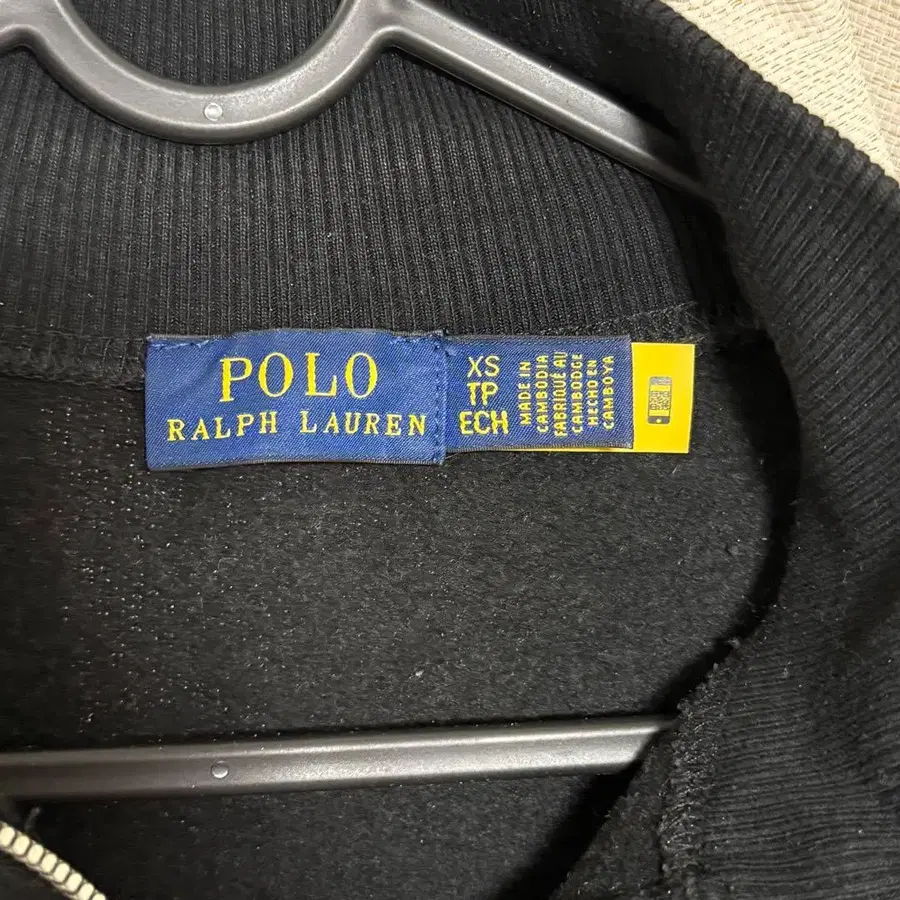 POLO
RALPH LAUREN
XS
TP
ECH
MADE IN
CAMBODIA
FABRIQUÉ AU
CAMBODGE
HECHO EN
CAMBOYA